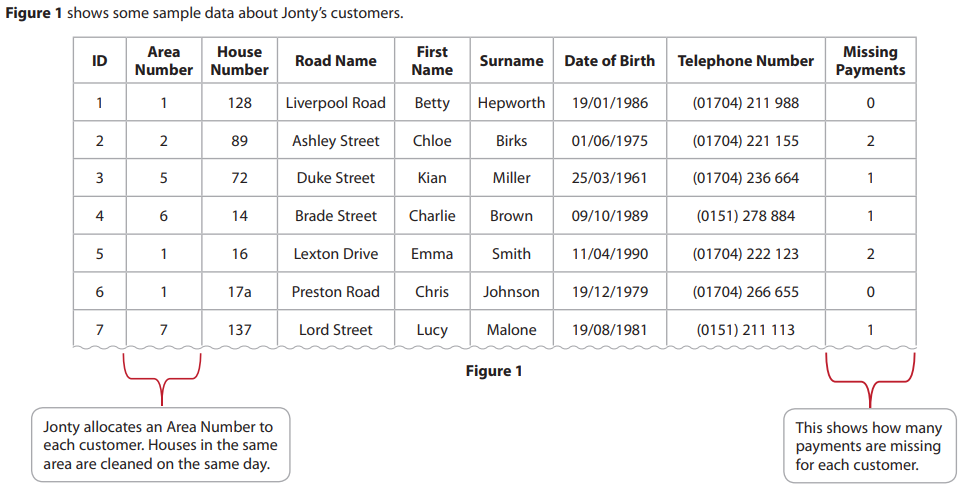 Figure 1 shows some sample data about Jonty's customers.
ID Area Number House Number Road Name First Name Surname Date of Birth Telephone Number Missing Payments
1 1 128 Liverpool Road Betty Hepworth 19/01/1986 (01704) 211 988 0
2 2 89 Ashley Street Chloe Birks 01/06/1975 (01704) 221 155 2
3 5 72 Duke Street Kian Miller 25/03/1961 (01704) 236 664 1
4 6 14 Brade Street Charlie Brown 09/10/1989 (0151) 278 884 1
5 1 16 Lexton Drive Emma Smith 11/04/1990 (01704) 222 123 2
6 1 17a Preston Road Chris Johnson 19/12/1979 (01704) 266 655 0
7 7 137 Lord Street Lucy Malone 19/08/1981 (0151) 211 113 1
Figure 1
Jonty allocates an Area Number to
each customer. Houses in the same
area are cleaned on the same day.
This shows how many
payments are missing
for each customer.